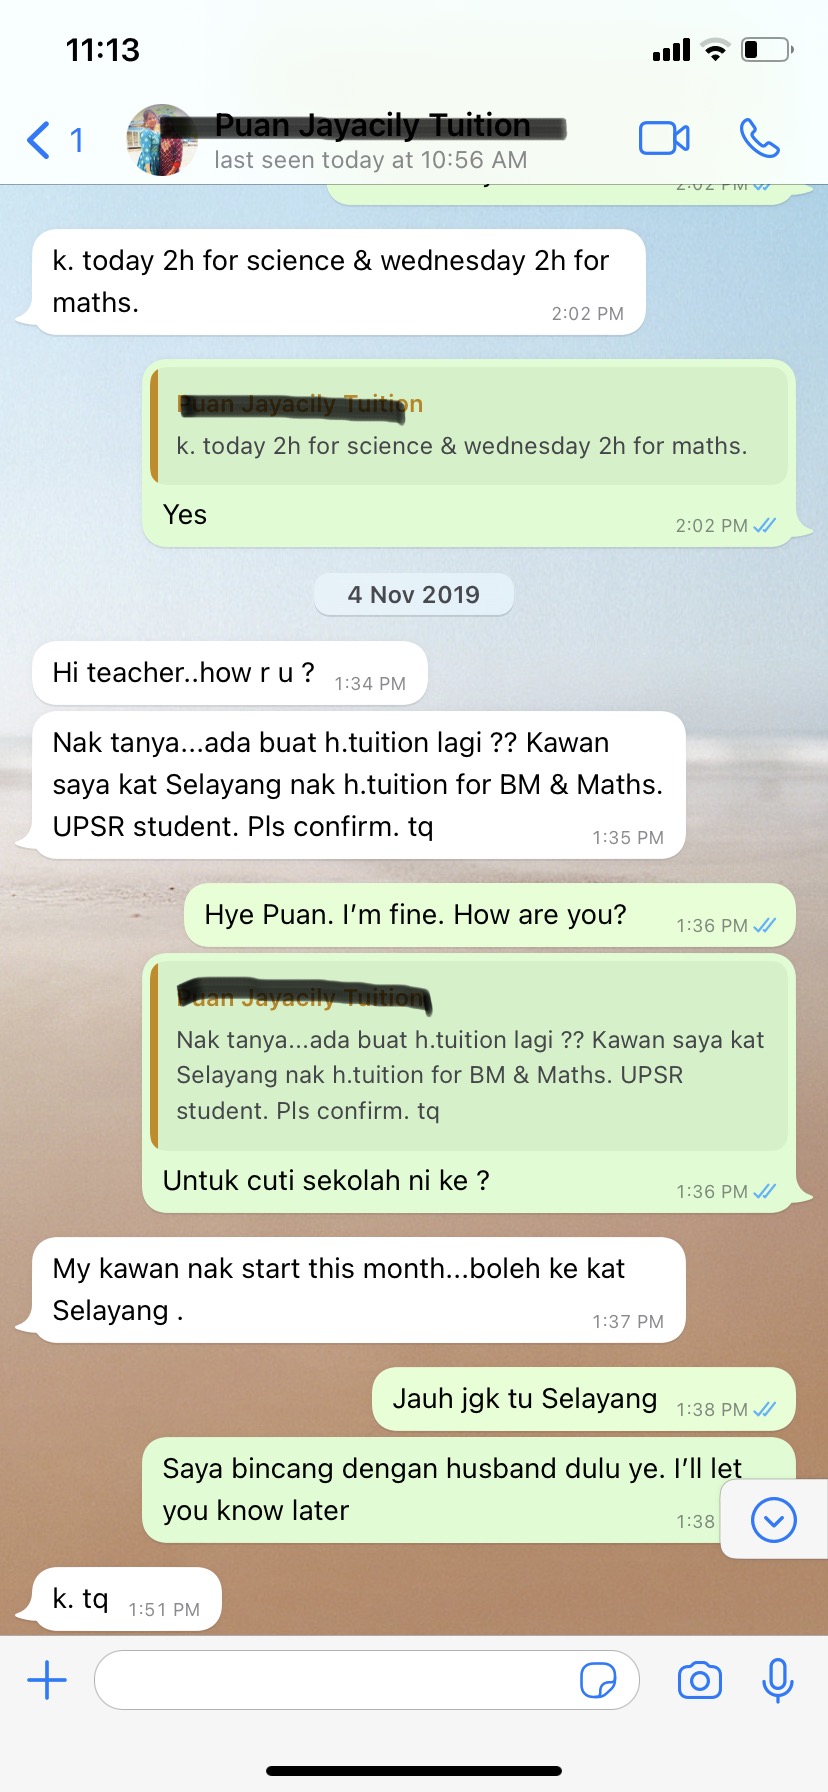 11:13
1
Puan Jayacily Tuition
last seen today at 10:56 AM
2:02 PM
k. today 2h for science & wednesday 2h for
maths.
2:02 PM
Puan Jayacily Tuition
k. today 2h for science & wednesday 2h for maths.
Yes
2:02 PM
4 Nov 2019
Hi teacher..how r u ?
1:34 PM
Nak tanya...ada buat h.tuition lagi ?? Kawan
saya kat Selayang nak h.tuition for BM & Maths.
UPSR student. Pls confirm. tq
1:35 PM
Hye Puan. I’m fine. How are you?
1:36 PM
Puan Jayacily Tuition
Nak tanya...ada buat h.tuition lagi ?? Kawan saya kat
Selayang nak h.tuition for BM & Maths. UPSR
student. Pls confirm. tq
Untuk cuti sekolah ni ke ?
1:36 PM
My kawan nak start this month...boleh ke kat
Selayang .
1:37 PM
Jauh jgk tu Selayang
1:38 PM
Saya bincang dengan husband dulu ye. I’ll let
you know later
1:38
k. tq
1:51 PM